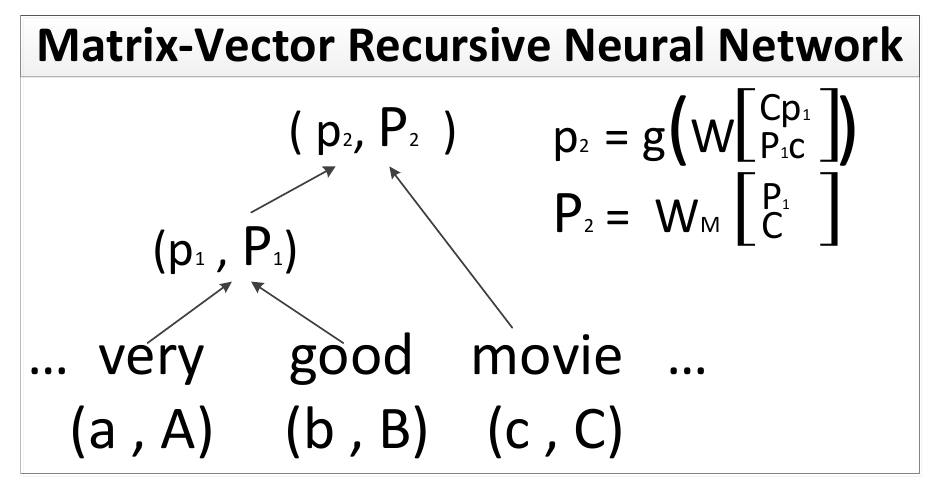 Matrix-Vector Recursive Neural Network
( p₂, P₂ )
p₂ = g(W[Cp₁
P₁c])
P₂ = W_M [P₁
C]
(p₁ , P₁)
... very good movie ...
(a , A) (b , B) (c , C)